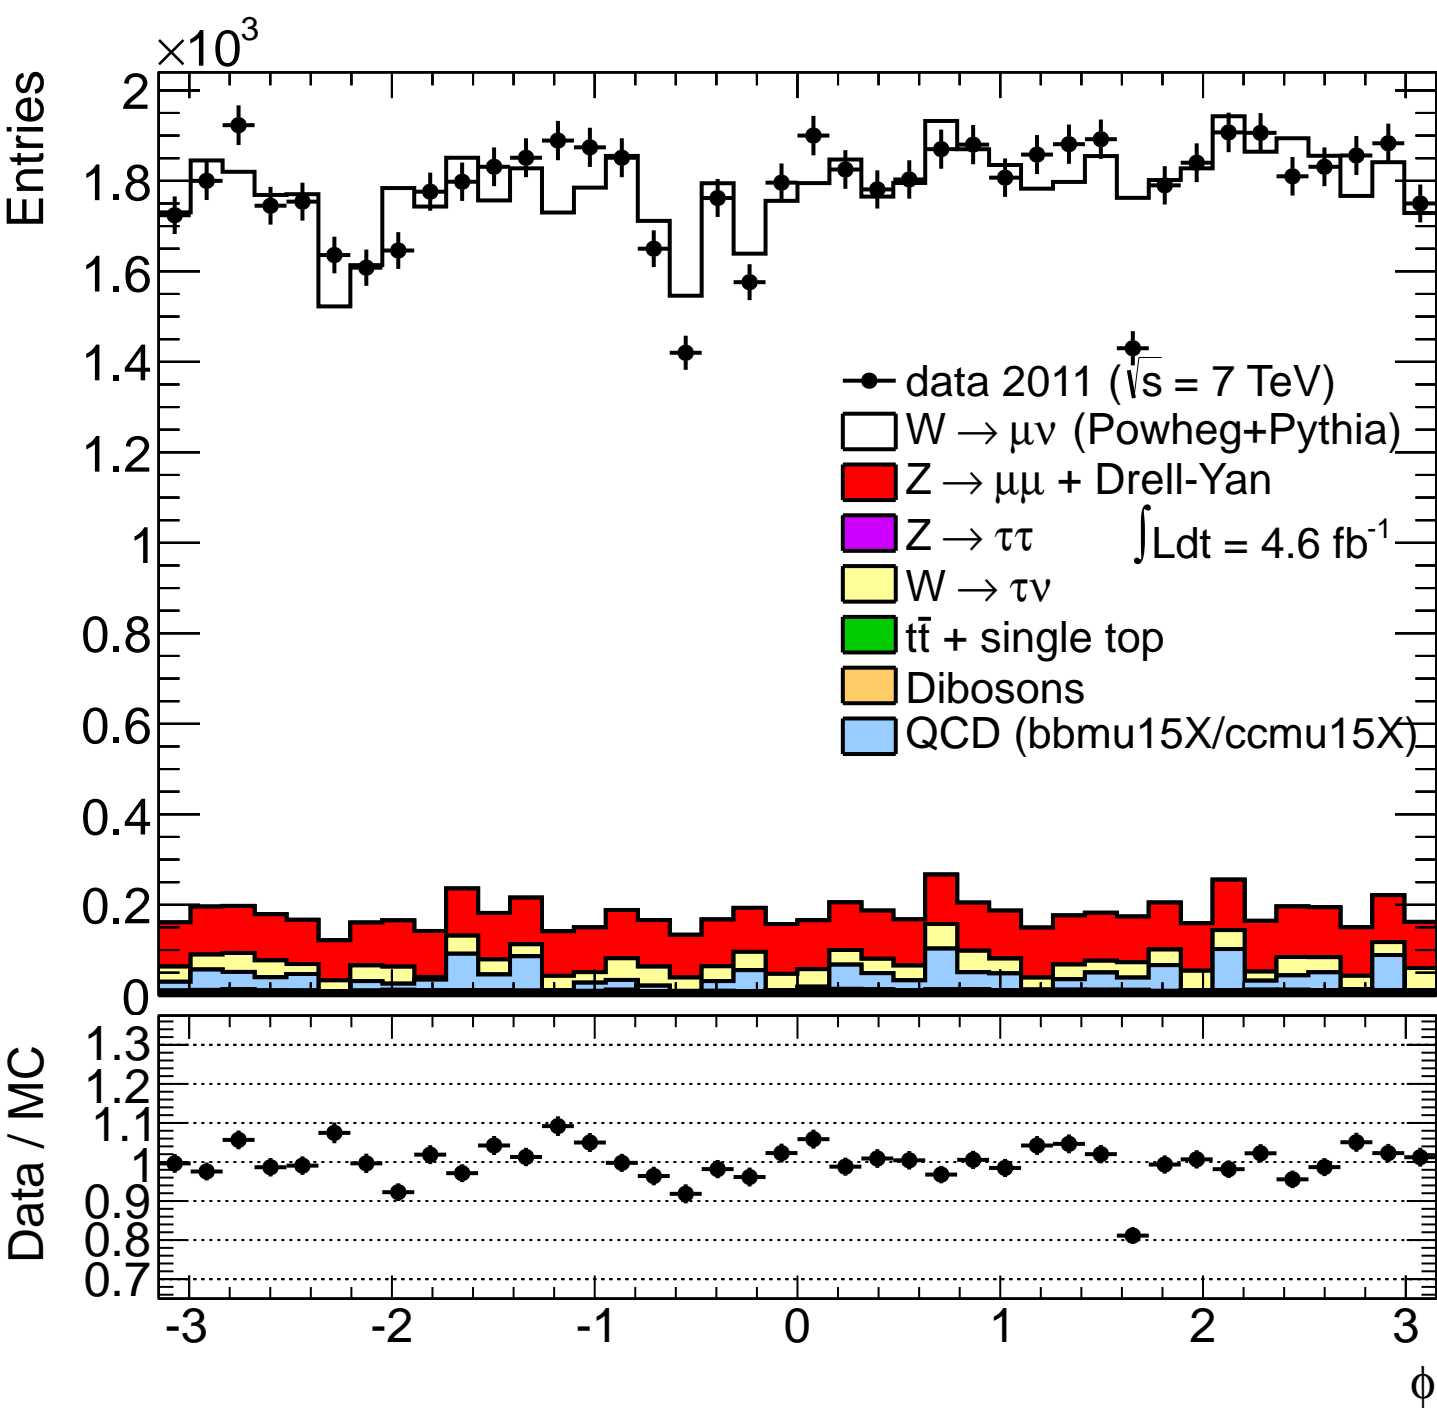 ×10³
Entries
2
1.8
1.6
1.4
1.2
1
0.8
0.6
0.4
0.2
0
data 2011 (√s = 7 TeV)
W → μν (Powheg+Pythia)
Z → μμ + Drell-Yan
Z → ττ
∫Ldt = 4.6 fb⁻¹
W → τν
tt̄ + single top
Dibosons
QCD (bbmu15X/ccmu15X)
Data / MC
1.3
1.2
1.1
1
0.9
0.8
0.7
-3 -2 -1 0 1 2 3
ϕ